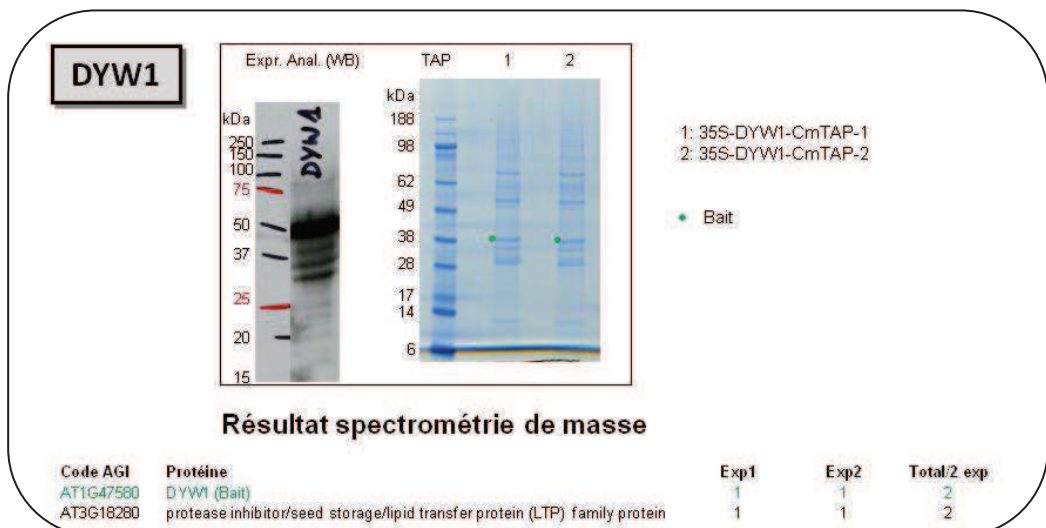 DYW1
Expr. Anal. (WB)
kDa
250
150
100
75
50
37
25
20
15
DYW1
TAP 1 2
kDa
188
98
62
49
38
28
17
14
6
1: 35S-DYW1-CmTAP-1
2: 35S-DYW1-CmTAP-2
Bait
Résultat spectrométrie de masse
Code AGI Protéine Exp1 Exp2 Total/2 exp
AT1G47580 DYW1 (Bait) 1 1 2
AT3G18280 protease inhibitor/seed storage/lipid transfer protein (LTP) family protein 1 1 2